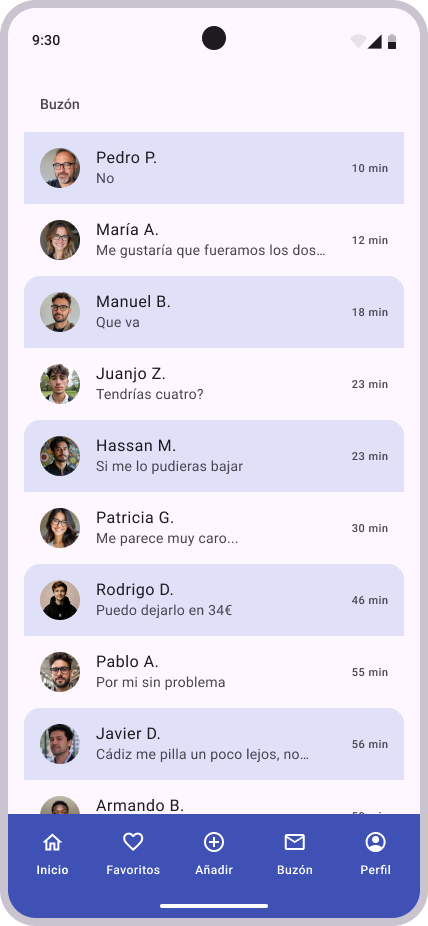 9:30
Buzón
Pedro P.
No
10 min
María A.
Me gustaría que fueramos los dos...
12 min
Manuel B.
Que va
18 min
Juanjo Z.
Tendrías cuatro?
23 min
Hassan M.
Si me lo pudieras bajar
23 min
Patricia G.
Me parece muy caro...
30 min
Rodrigo D.
Puedo dejarlo en 34€
46 min
Pablo A.
Por mi sin problema
55 min
Javier D.
Cádiz me pilla un poco lejos, no...
56 min
Armando B.
Inicio
Favoritos
Añadir
Buzón
Perfil